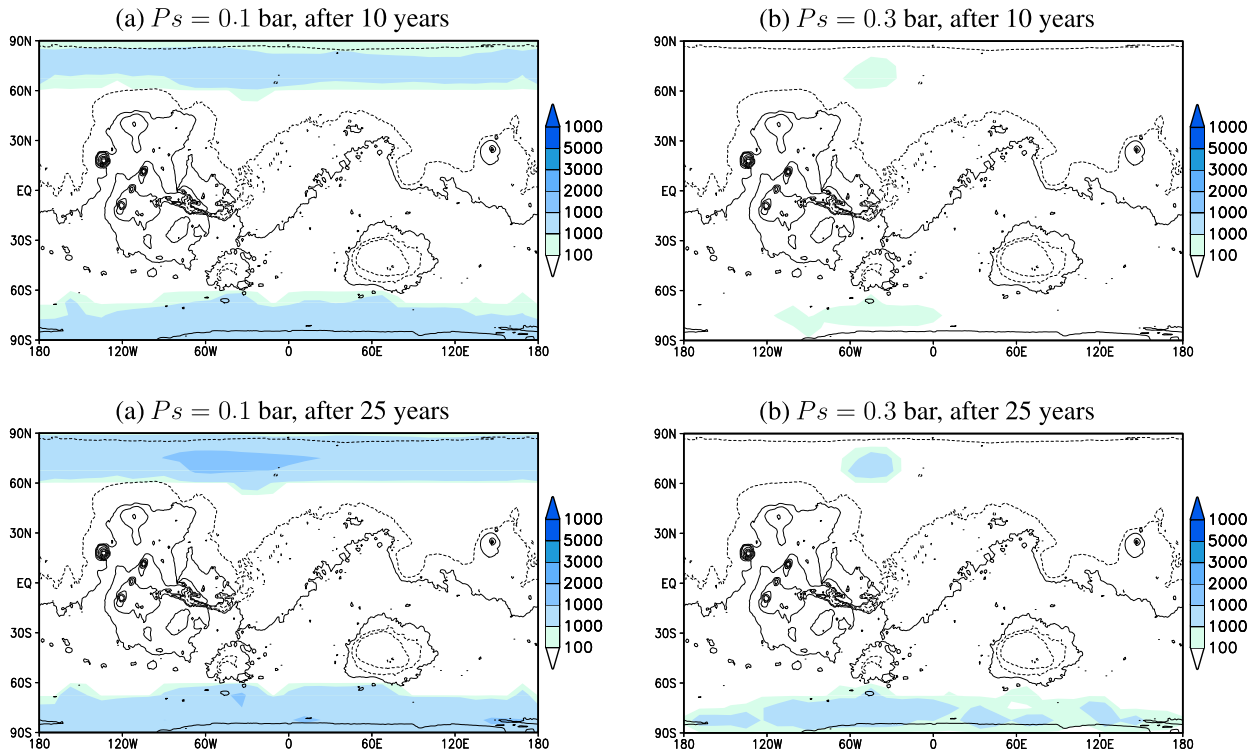 (a) Ps = 0.1 bar, after 10 years
90N
60N
30N
EQ
30S
60S
90S
180 120W 60W 0 60E 120E 180
1000
5000
3000
2000
1000
1000
100
(b) Ps = 0.3 bar, after 10 years
90N
60N
30N
EQ
30S
60S
90S
180 120W 60W 0 60E 120E 180
1000
5000
3000
2000
1000
1000
100
(a) Ps = 0.1 bar, after 25 years
90N
60N
30N
EQ
30S
60S
90S
180 120W 60W 0 60E 120E 180
1000
5000
3000
2000
1000
1000
100
(b) Ps = 0.3 bar, after 25 years
90N
60N
30N
EQ
30S
60S
90S
180 120W 60W 0 60E 120E 180
1000
5000
3000
2000
1000
1000
100